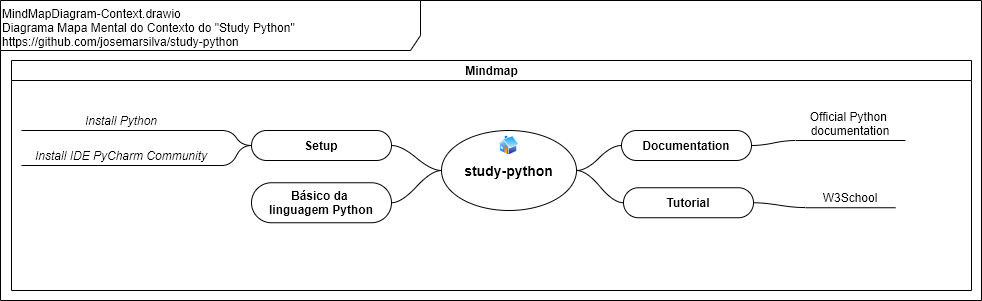 MindMapDiagram-Context.drawio
Diagrama Mapa Mental do Contexto do "Study Python"
https://github.com/josemarsilva/study-python
Mindmap
Install Python
Install IDE PyCharm Community
Setup
Básico da
linguagem Python
study-python
Documentation
Official Python
documentation
Tutorial
W3School